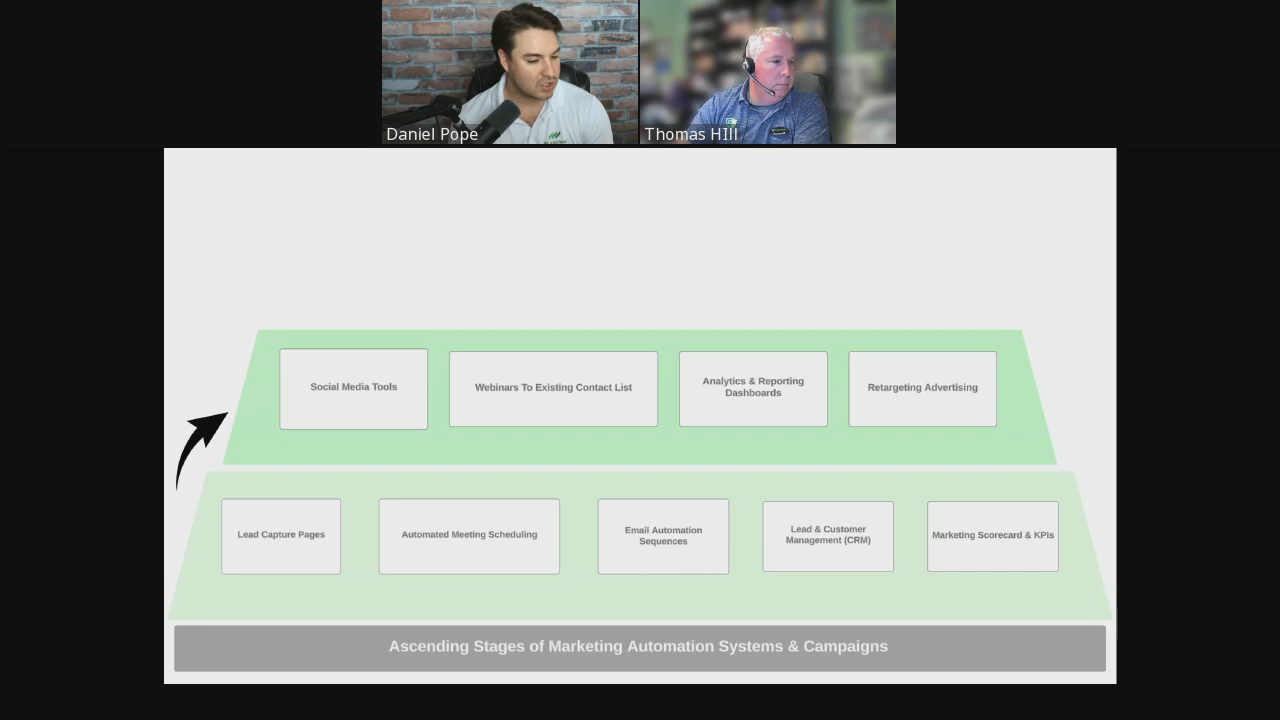 Daniel Pope
Thomas HIll
Social Media Tools
Webinars To Existing Contact List
Analytics & Reporting
Dashboards
Retargeting Advertising
Lead Capture Pages
Automated Meeting Scheduling
Email Automation
Sequences
Lead & Customer
Management (CRM)
Marketing Scorecard & KPIs
Ascending Stages of Marketing Automation Systems & Campaigns